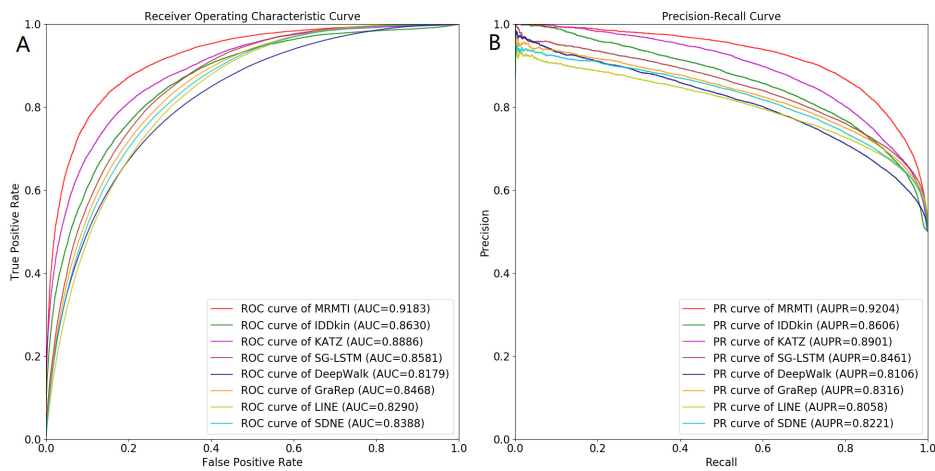 Receiver Operating Characteristic Curve
A
True Positive Rate
1.0
0.8
0.6
0.4
0.2
0.0
ROC curve of MRMTI (AUC=0.9183)
ROC curve of IDDkin (AUC=0.8630)
ROC curve of KATZ (AUC=0.8886)
ROC curve of SG-LSTM (AUC=0.8581)
ROC curve of DeepWalk (AUC=0.8179)
ROC curve of GraRep (AUC=0.8468)
ROC curve of LINE (AUC=0.8290)
ROC curve of SDNE (AUC=0.8388)
0.0 0.2 0.4 0.6 0.8 1.0
False Positive Rate
Precision-Recall Curve
B
Precision
1.0
0.8
0.6
0.4
0.2
0.0
PR curve of MRMTI (AUPR=0.9204)
PR curve of IDDkin (AUPR=0.8606)
PR curve of KATZ (AUPR=0.8901)
PR curve of SG-LSTM (AUPR=0.8461)
PR curve of DeepWalk (AUPR=0.8106)
PR curve of GraRep (AUPR=0.8316)
PR curve of LINE (AUPR=0.8058)
PR curve of SDNE (AUPR=0.8221)
0.0 0.2 0.4 0.6 0.8 1.0
Recall